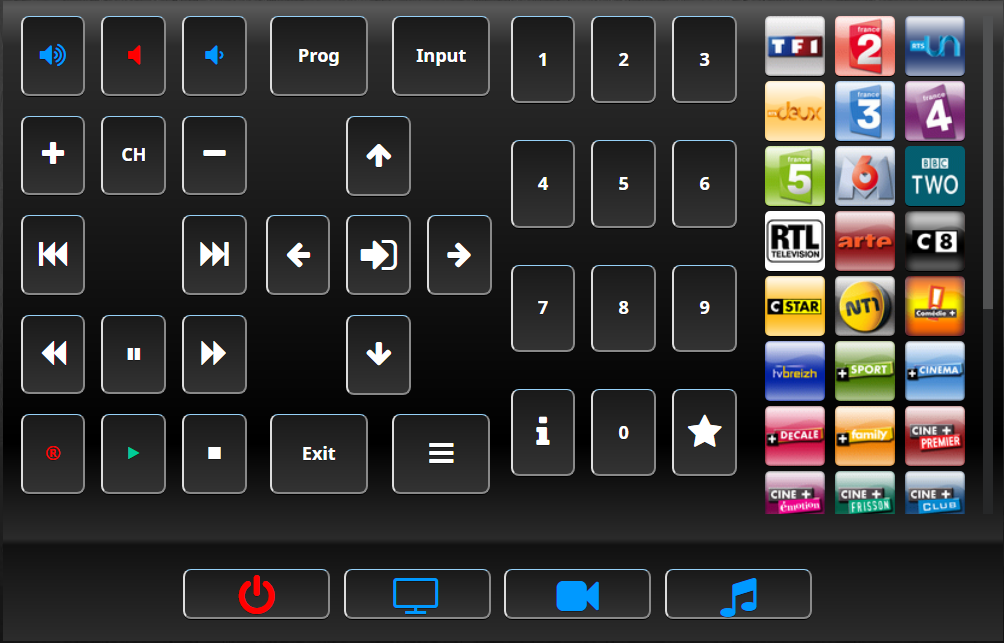 Prog
Input
1
2
3
CH
4
5
6
7
8
9
®
Exit
0
TF1
france
2
RTS
UN
deux
france
3
france
4
france
5
M6
BBC
TWO
RTL
TELEVISION
arte
C8
C STAR
NT1
Comédie +
tvbreizh
+ SPORT
+ CINEMA
+ DECALE
+ family
CINE +
PREMIER
CINE +
émotion
CINE +
FRISSON
CINE +
CLUB